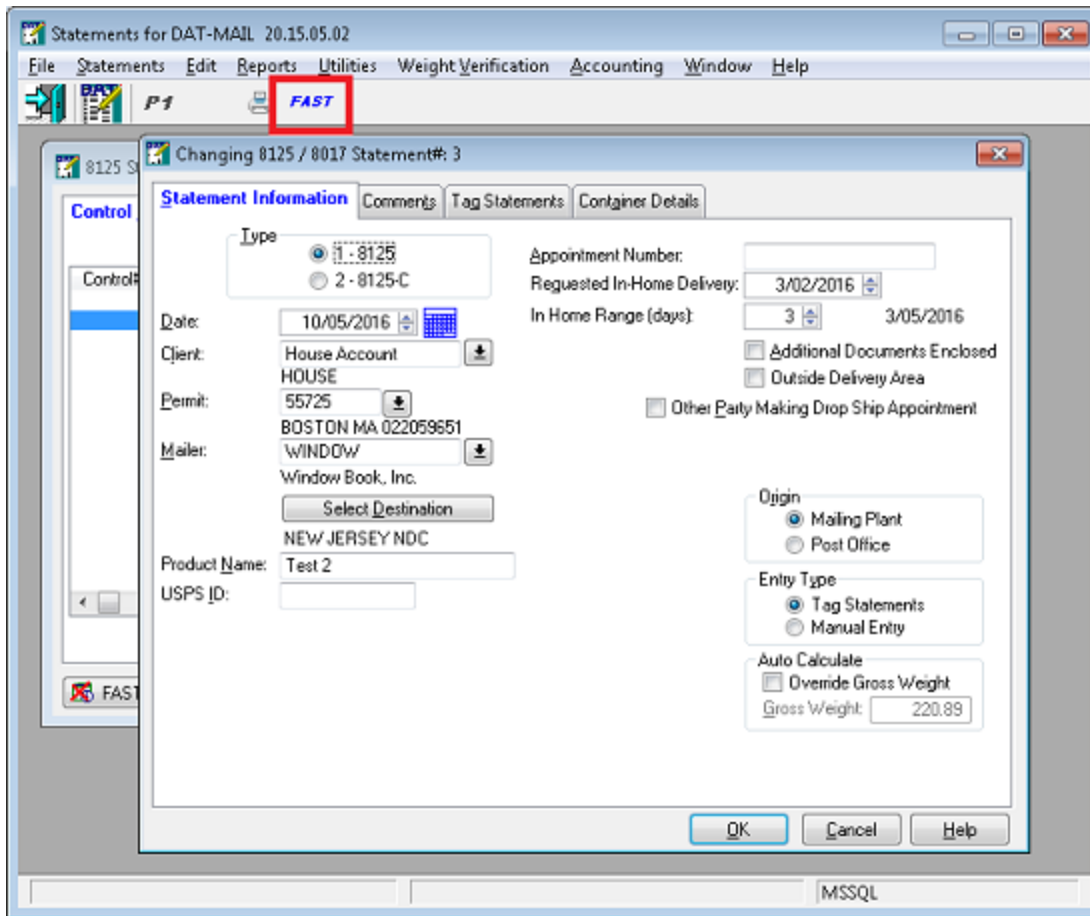 Statements for DAT-MAIL 20.15.05.02
File Statements Edit Reports Utilities Weight Verification Accounting Window Help
DAT P1 FAST
8125 S
Changing 8125 / 8017 Statement#: 3
Control
Control#
Statement Information Comments Tag Statements Container Details
Type
1 - 8125
2 - 8125-C
Date: 10/05/2016
Client: House Account
HOUSE
Permit: 55725
BOSTON MA 022059651
Mailer: WINDOW
Window Book, Inc.
Select Destination
NEW JERSEY NDC
Product Name: Test 2
USPS ID:
Appointment Number:
Requested In-Home Delivery: 3/02/2016
In Home Range (days): 3 3/05/2016
Additional Documents Enclosed
Outside Delivery Area
Other Party Making Drop Ship Appointment
Origin
Mailing Plant
Post Office
Entry Type
Tag Statements
Manual Entry
Auto Calculate
Override Gross Weight
Gross Weight: 220.89
FAST
OK Cancel Help
MSSQL